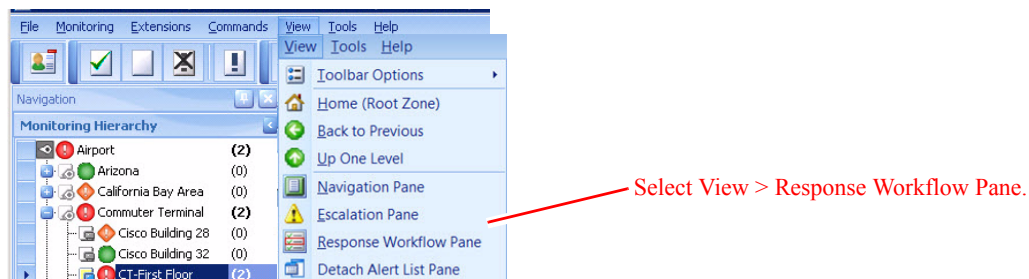 File Monitoring Extensions Commands View Tools Help
View Tools Help
Toolbar Options
Navigation
Home (Root Zone)
Monitoring Hierarchy
Back to Previous
Airport (2)
Up One Level
Arizona (0)
California Bay Area (0)
Navigation Pane
Select View > Response Workflow Pane.
Commuter Terminal (2)
Escalation Pane
Cisco Building 28 (0)
Response Workflow Pane
Cisco Building 32 (0)
Detach Alert List Pane
CT-First Floor (2)